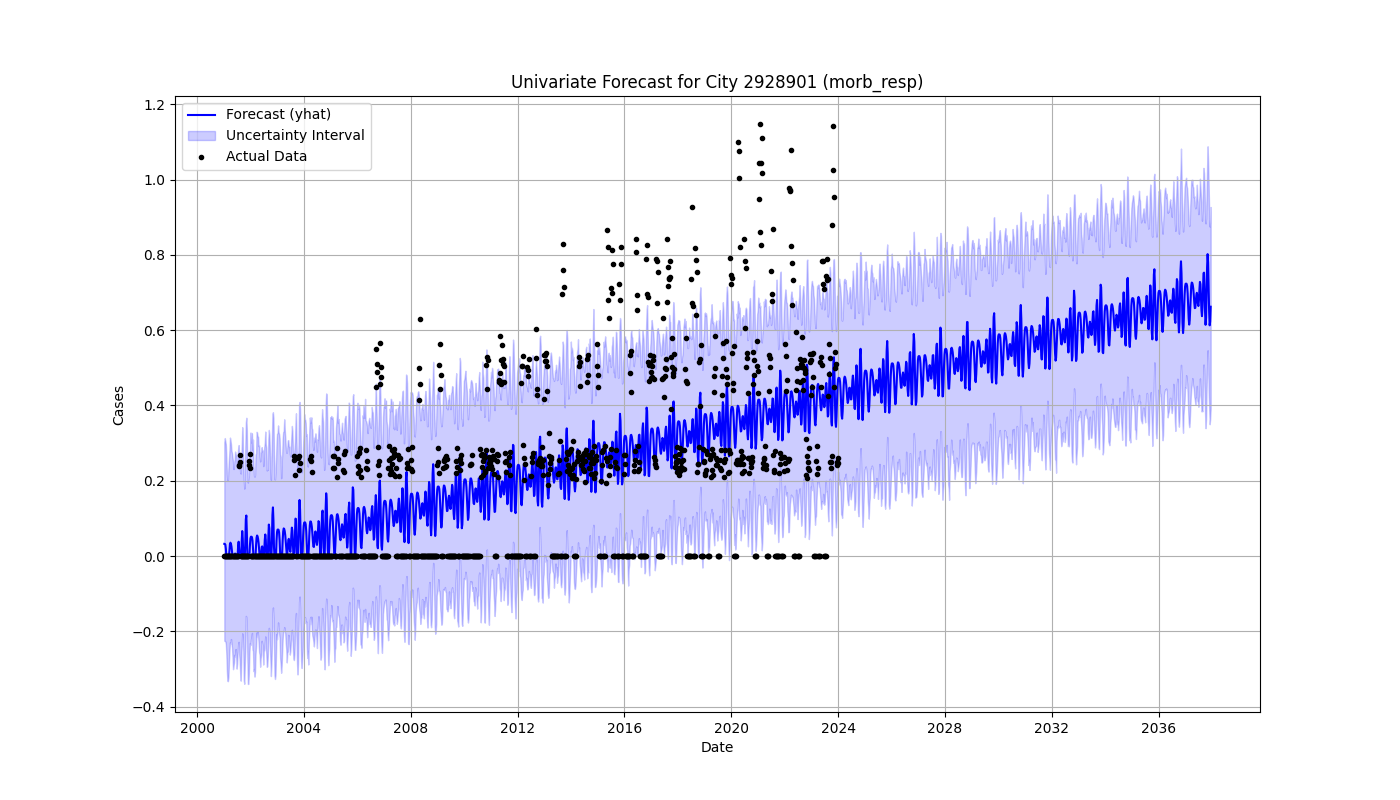 Univariate Forecast for City 2928901 (morb_resp)
Forecast (yhat)
Uncertainty Interval
Actual Data
Cases
1.2
1.0
0.8
0.6
0.4
0.2
0.0
−0.2
−0.4
2000 2004 2008 2012 2016 2020 2024 2028 2032 2036
Date